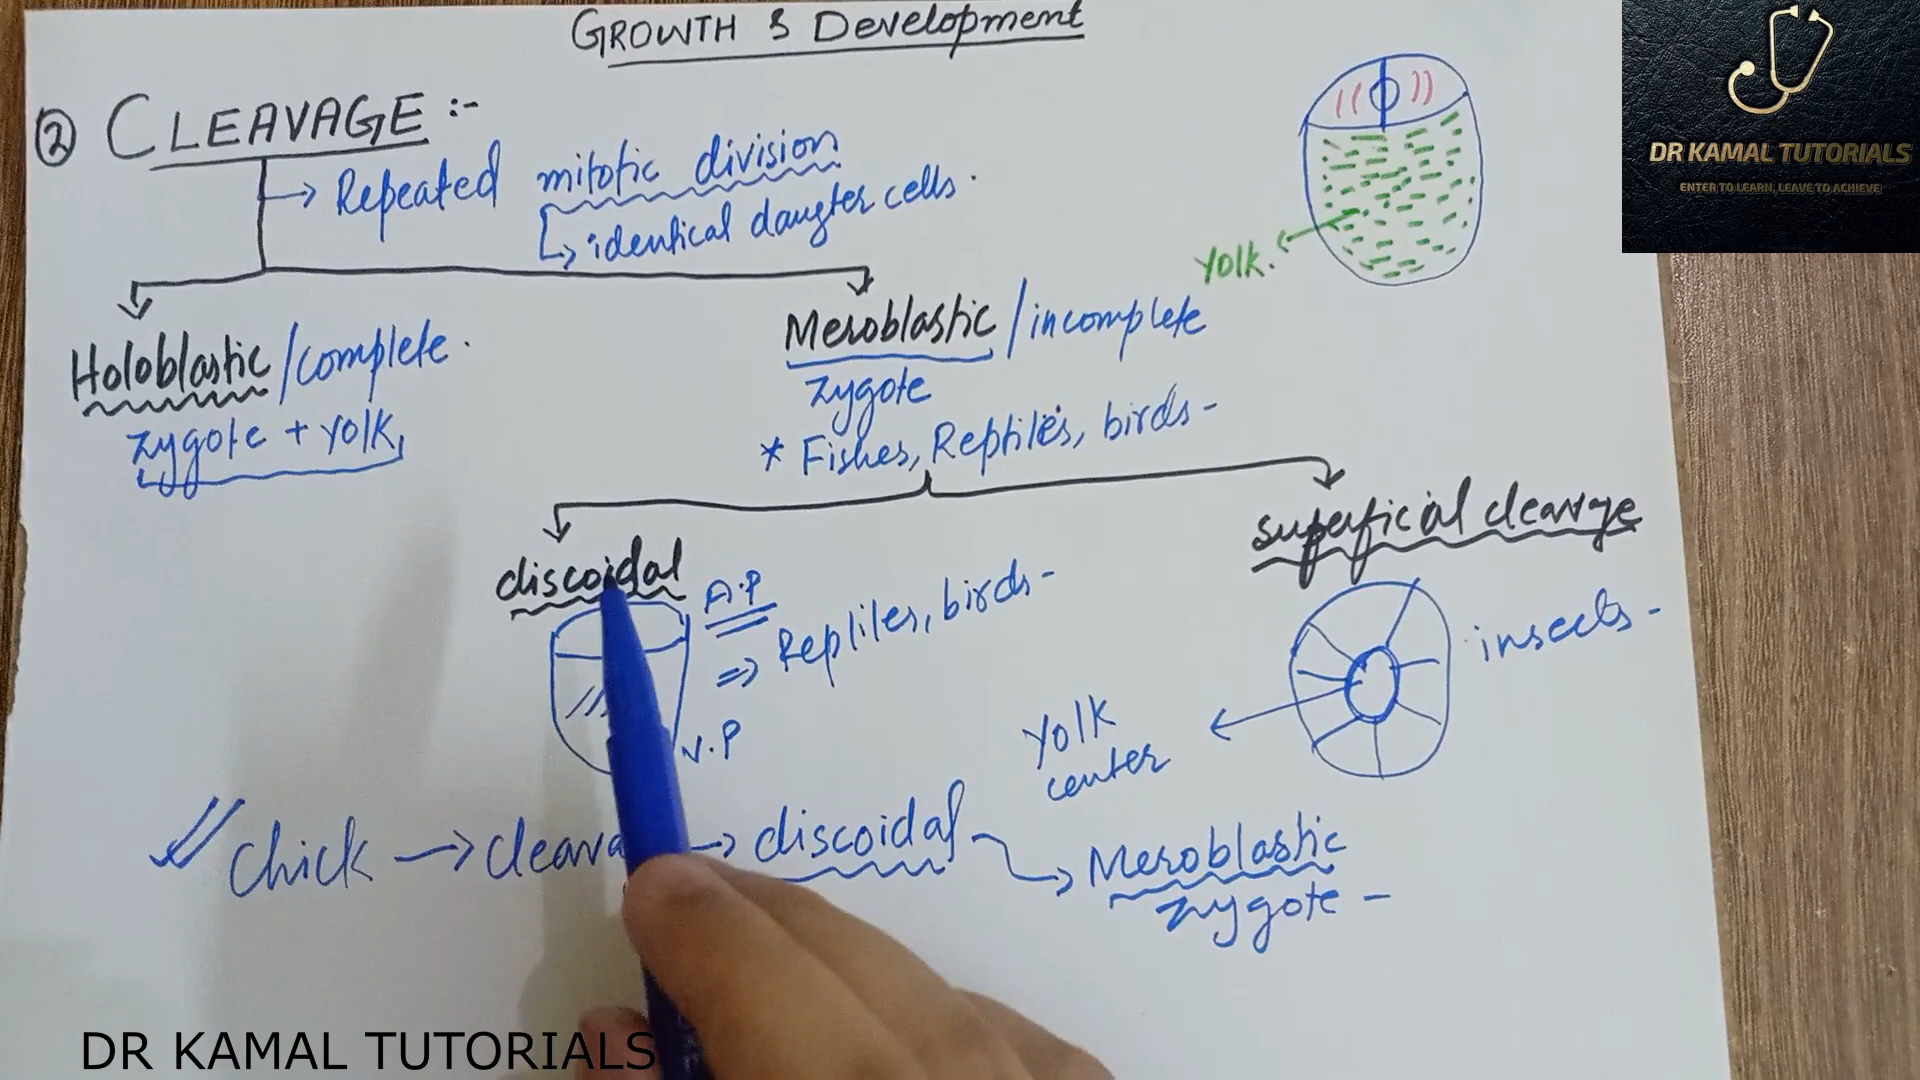 GROWTH & Development
② CLEAVAGE :-
→ Repeated mitotic division
↳ identical daugter cells.
Yolk.
Holoblastic / complete.
zygote + Yolk
Meroblastic / incomplete
zygote
* Fishes, Reptiles, birds -
discoidal
A.P
⇒ Reptiles, birds -
V.P
superficial cleavage
insects -
Yolk
center
chick → cleava → discoidal → Meroblastic
zygote -
DR KAMAL TUTORIALS
ENTER TO LEARN, LEAVE TO ACHIEVE
DR KAMAL TUTORIALS